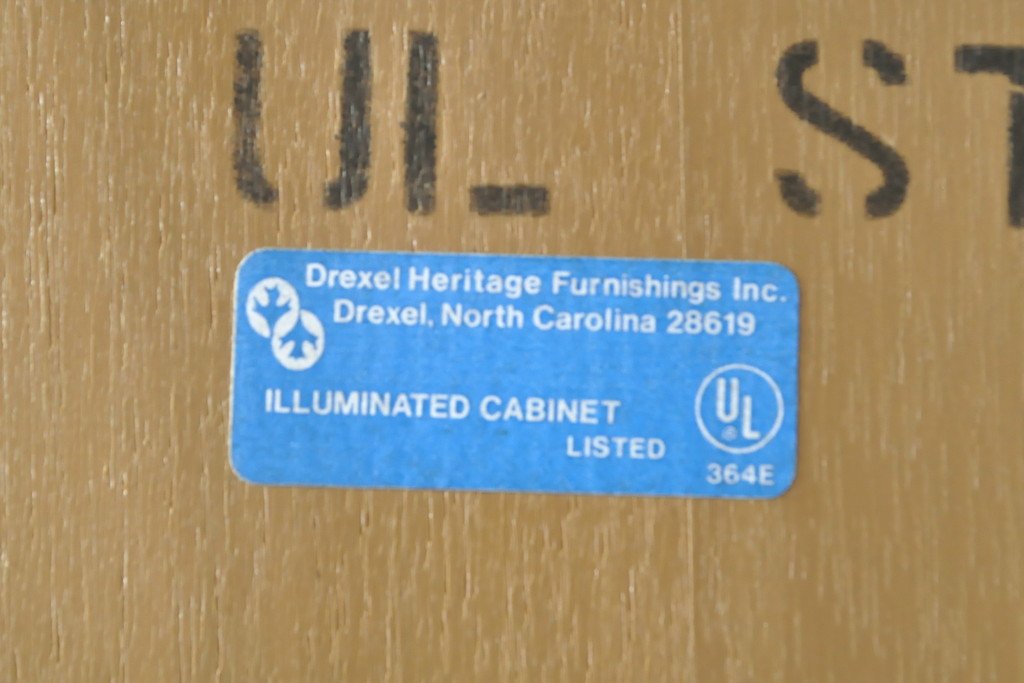 UL ST
Drexel Heritage Furnishings Inc.
Drexel, North Carolina 28619
ILLUMINATED CABINET
LISTED
UL
®
364E